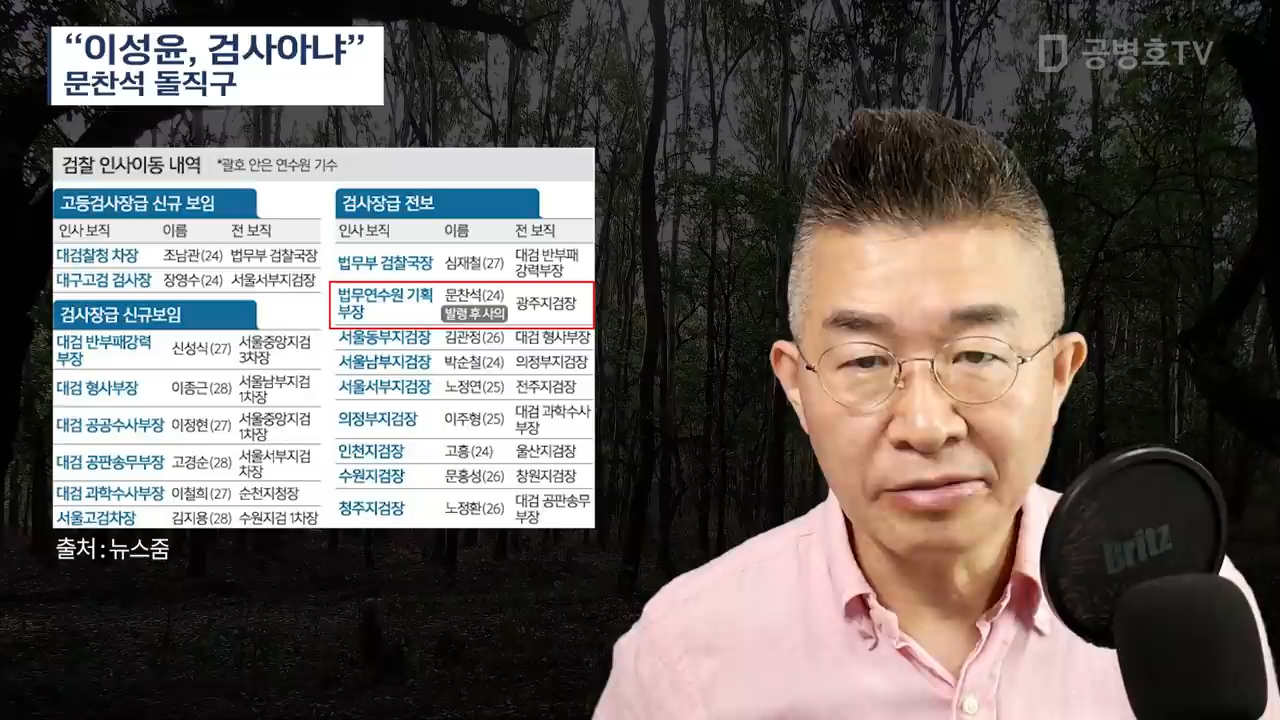 “이성윤, 검사아냐”
문찬석 돌직구
공병호TV
검찰 인사이동 내역 *괄호 안은 연수원 기수
고등검사장급 신규 보임
인사 보직 이름 전 보직
대검찰청 차장 조남관(24) 법무부 검찰국장
대구고검 검사장 장영수(24) 서울서부지검장
검사장급 신규보임
대검 반부패강력
부장 신성식(27) 서울중앙지검
3차장
대검 형사부장 이종근(28) 서울남부지검
1차장
대검 공공수사부장 이정현(27) 서울중앙지검
1차장
대검 공판송무부장 고경순(28) 서울서부지검
차장
대검 과학수사부장 이철희(27) 순천지청장
서울고검차장 김지용(28) 수원지검 1차장
검사장급 전보
인사 보직 이름 전 보직
법무부 검찰국장 심재철(27) 대검 반부패
강력부장
법무연수원 기획
부장 문찬석(24) 광주지검장
발령 후 사의
서울동부지검장 김관정(26) 대검 형사부장
서울남부지검장 박순철(24) 의정부지검장
서울서부지검장 노정연(25) 전주지검장
의정부지검장 이주형(25) 대검 과학수사
부장
인천지검장 고흥(24) 울산지검장
수원지검장 문홍성(26) 창원지검장
청주지검장 노정환(26) 대검 공판송무
부장
출처 : 뉴스줌
Britz